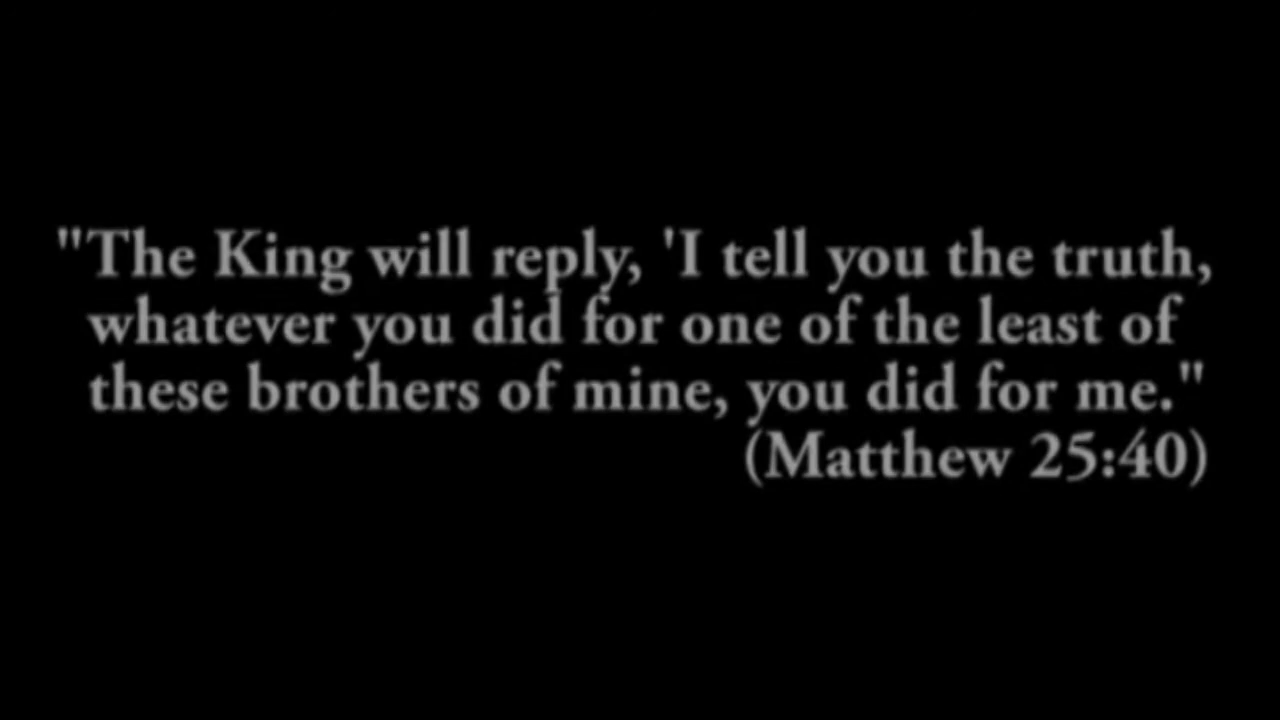 "The King will reply, 'I tell you the truth,
whatever you did for one of the least of
these brothers of mine, you did for me."
(Matthew 25:40)